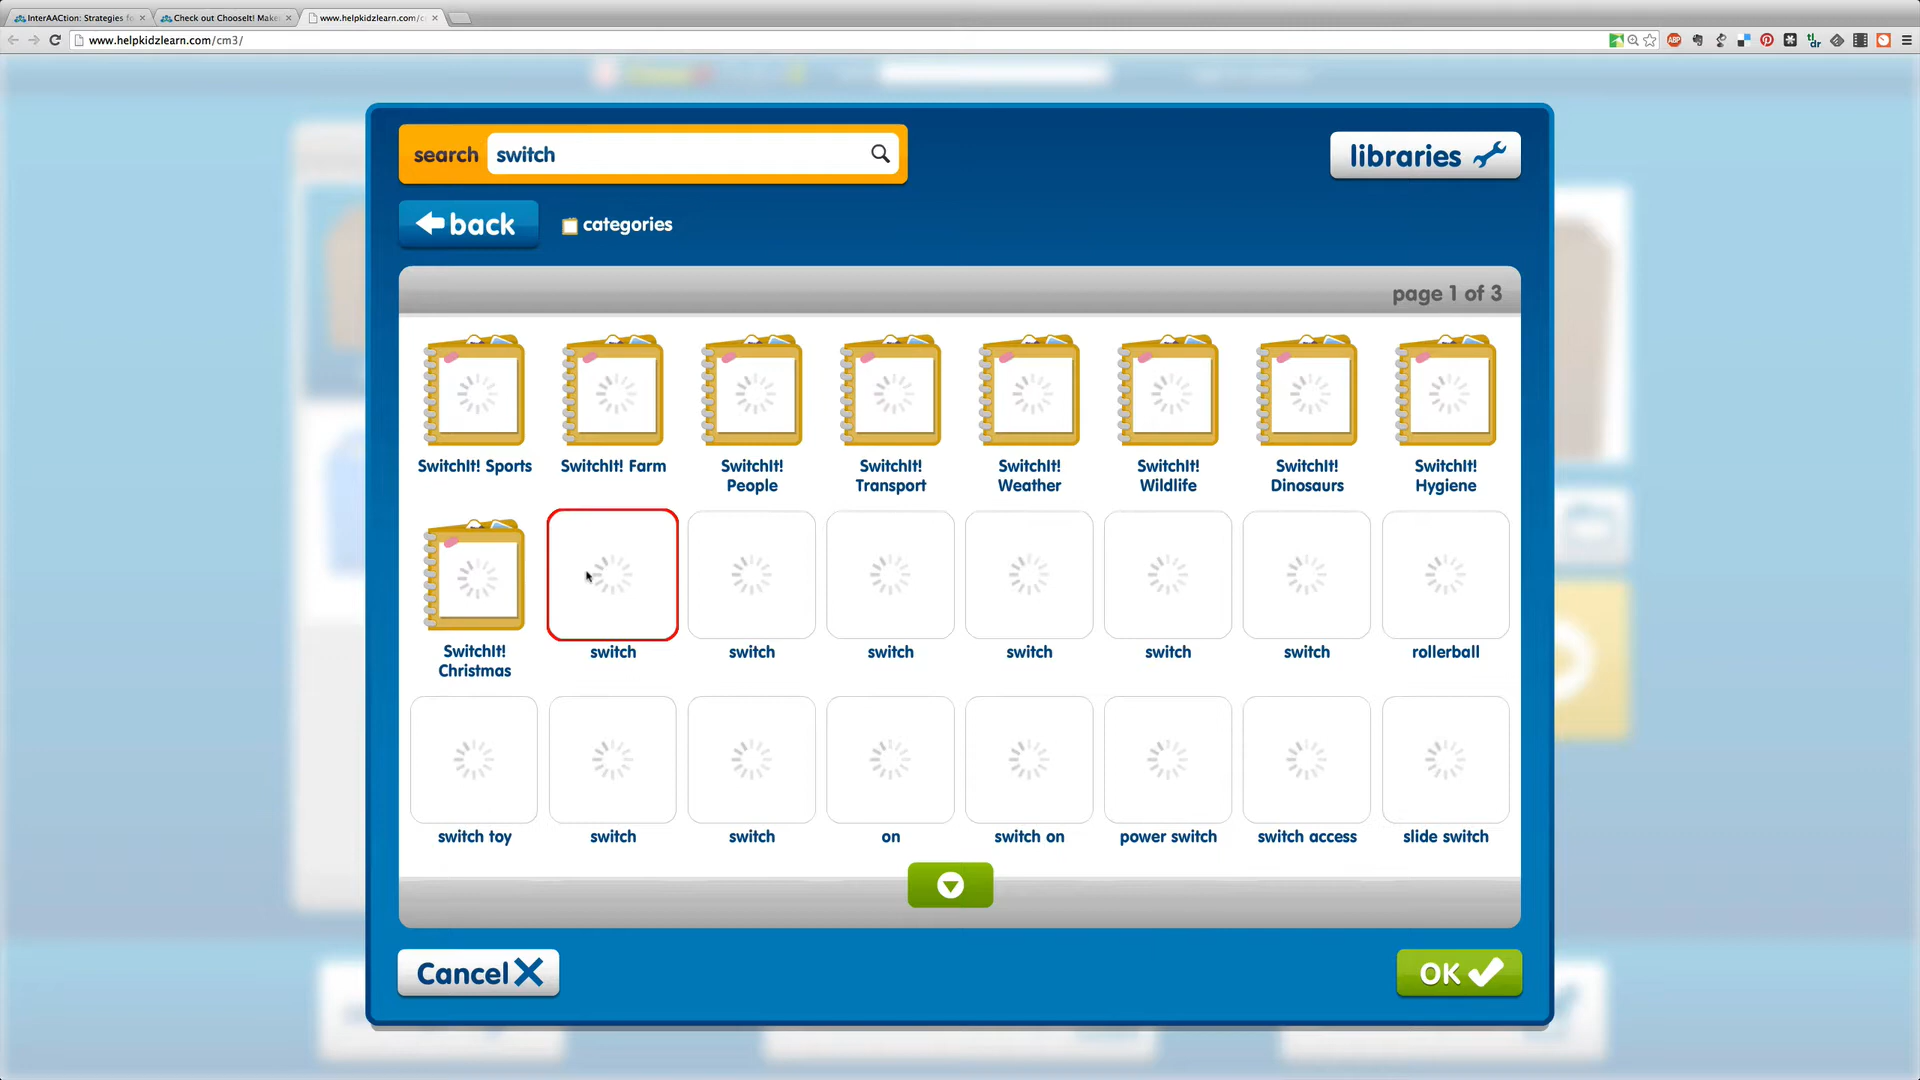 InterAACtion: Strategies fo
Check out ChooseIt! Make
www.helpkidzlearn.com/c
www.helpkidzlearn.com/cm3/
ABP
tl;dr
search switch
libraries
back
categories
page 1 of 3
SwitchIt! Sports
SwitchIt! Farm
SwitchIt!
People
SwitchIt!
Transport
SwitchIt!
Weather
SwitchIt!
Wildlife
SwitchIt!
Dinosaurs
SwitchIt!
Hygiene
SwitchIt!
Christmas
switch
switch
switch
switch
switch
switch
rollerball
switch toy
switch
switch
on
switch on
power switch
switch access
slide switch
Cancel
OK